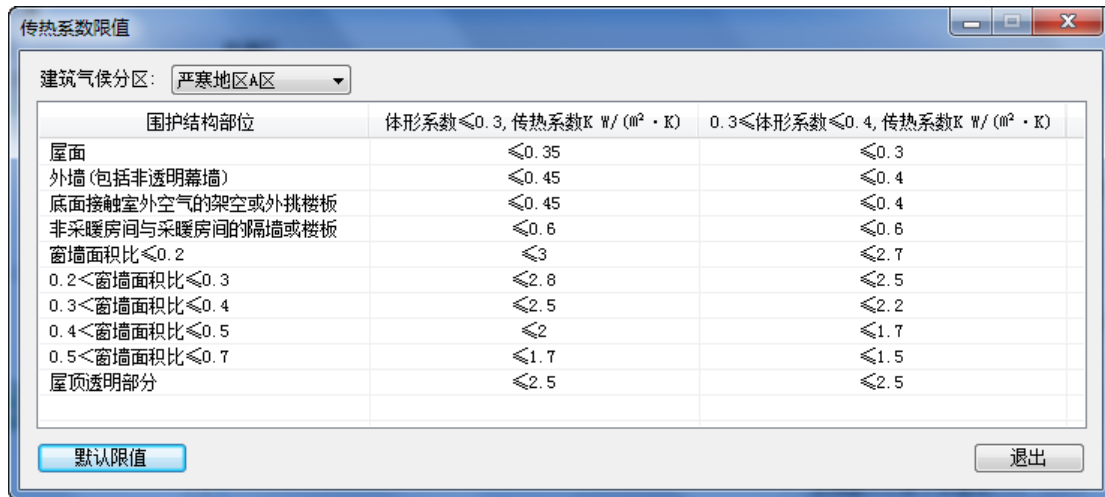 传热系数限值
建筑气候分区: 严寒地区A区
围护结构部位 体形系数≤0.3,传热系数K W/(m²·K) 0.3≤体形系数≤0.4,传热系数K W/(m²·K)
屋面 ≤0.35 ≤0.3
外墙(包括非透明幕墙) ≤0.45 ≤0.4
底面接触室外空气的架空或外挑楼板 ≤0.45 ≤0.4
非采暖房间与采暖房间的隔墙或楼板 ≤0.6 ≤0.6
窗墙面积比≤0.2 ≤3 ≤2.7
0.2<窗墙面积比≤0.3 ≤2.8 ≤2.5
0.3<窗墙面积比≤0.4 ≤2.5 ≤2.2
0.4<窗墙面积比≤0.5 ≤2 ≤1.7
0.5<窗墙面积比≤0.7 ≤1.7 ≤1.5
屋顶透明部分 ≤2.5 ≤2.5
默认限值 退出